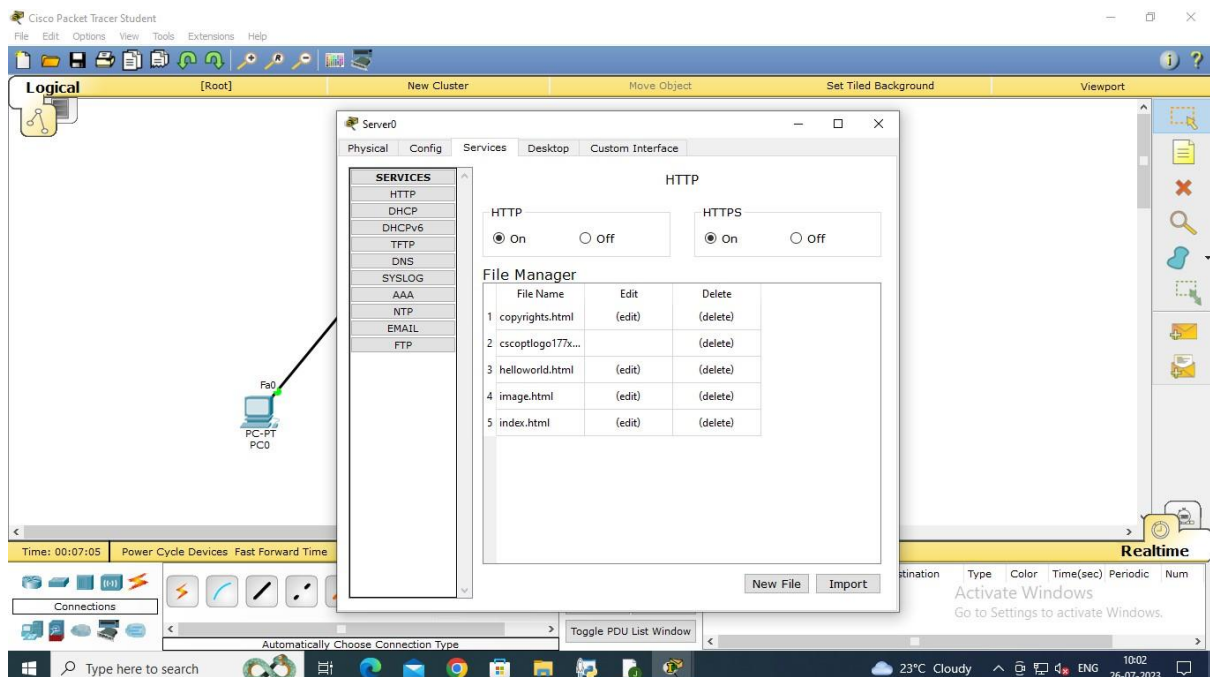 Cisco Packet Tracer Student
File Edit Options View Tools Extensions Help
Logical [Root] New Cluster Move Object Set Tiled Background Viewport
Server0
Physical Config Services Desktop Custom Interface
SERVICES
HTTP
DHCP
DHCPv6
TFTP
DNS
SYSLOG
AAA
NTP
EMAIL
FTP
HTTP
HTTP HTTPS
On Off On Off
File Manager
File Name Edit Delete
1 copyrights.html (edit) (delete)
2 cscoptlogo177x... (delete)
3 helloworld.html (edit) (delete)
4 image.html (edit) (delete)
5 index.html (edit) (delete)
New File Import
Fa0
PC-PT
PC0
Time: 00:07:05 Power Cycle Devices Fast Forward Time Realtime
Connections
Automatically Choose Connection Type
Toggle PDU List Window
stination Type Color Time(sec) Periodic Num
Activate Windows
Go to Settings to activate Windows.
Type here to search
23°C Cloudy ENG 10:02
26-07-2023